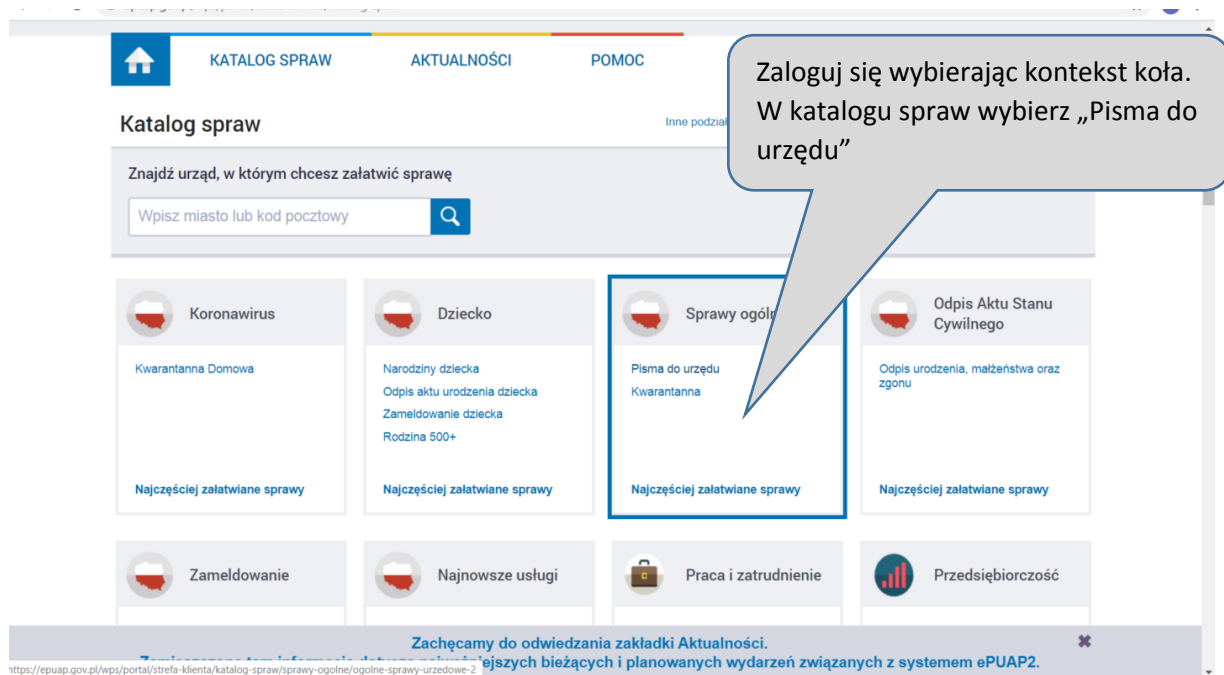 KATALOG SPRAW
AKTUALNOŚCI
POMOC
Zaloguj się wybierając kontekst koła.
W katalogu spraw wybierz „Pisma do
urzędu”
Katalog spraw
Inne
Znajdź urząd, w którym chcesz załatwić sprawę
Wpisz miasto lub kod pocztowy
Koronawirus
Kwarantanna Domowa
Najczęściej załatwiane sprawy
Dziecko
Narodziny dziecka
Odpis aktu urodzenia dziecka
Zameldowanie dziecka
Rodzina 500+
Najczęściej załatwiane sprawy
Sprawy
Pisma do urzędu
Kwarantanna
Najczęściej załatwiane sprawy
Odpis Aktu Stanu
Cywilnego
Odpis urodzenia, małżeństwa oraz
zgonu
Najczęściej załatwiane sprawy
Zameldowanie
Najnowsze usługi
Praca i zatrudnienie
Przedsiębiorczość
Zachęcamy do odwiedzania zakładki Aktualności.
bieżących i planowanych wydarzeń związanych z systemem ePUAP2.
https://epuap.gov.pl/wps/portal/strefa-klienta/katalog-spraw/sprawy-ogolne/ogolne-sprawy-urzedowe-2